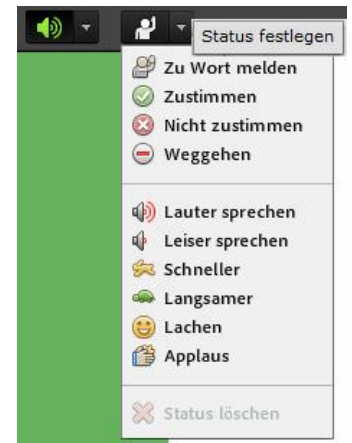 Status festlegen
Zu Wort melden
Zustimmen
Nicht zustimmen
Weggehen
Lauter sprechen
Leiser sprechen
Schneller
Langsamer
Lachen
Applaus
Status löschen